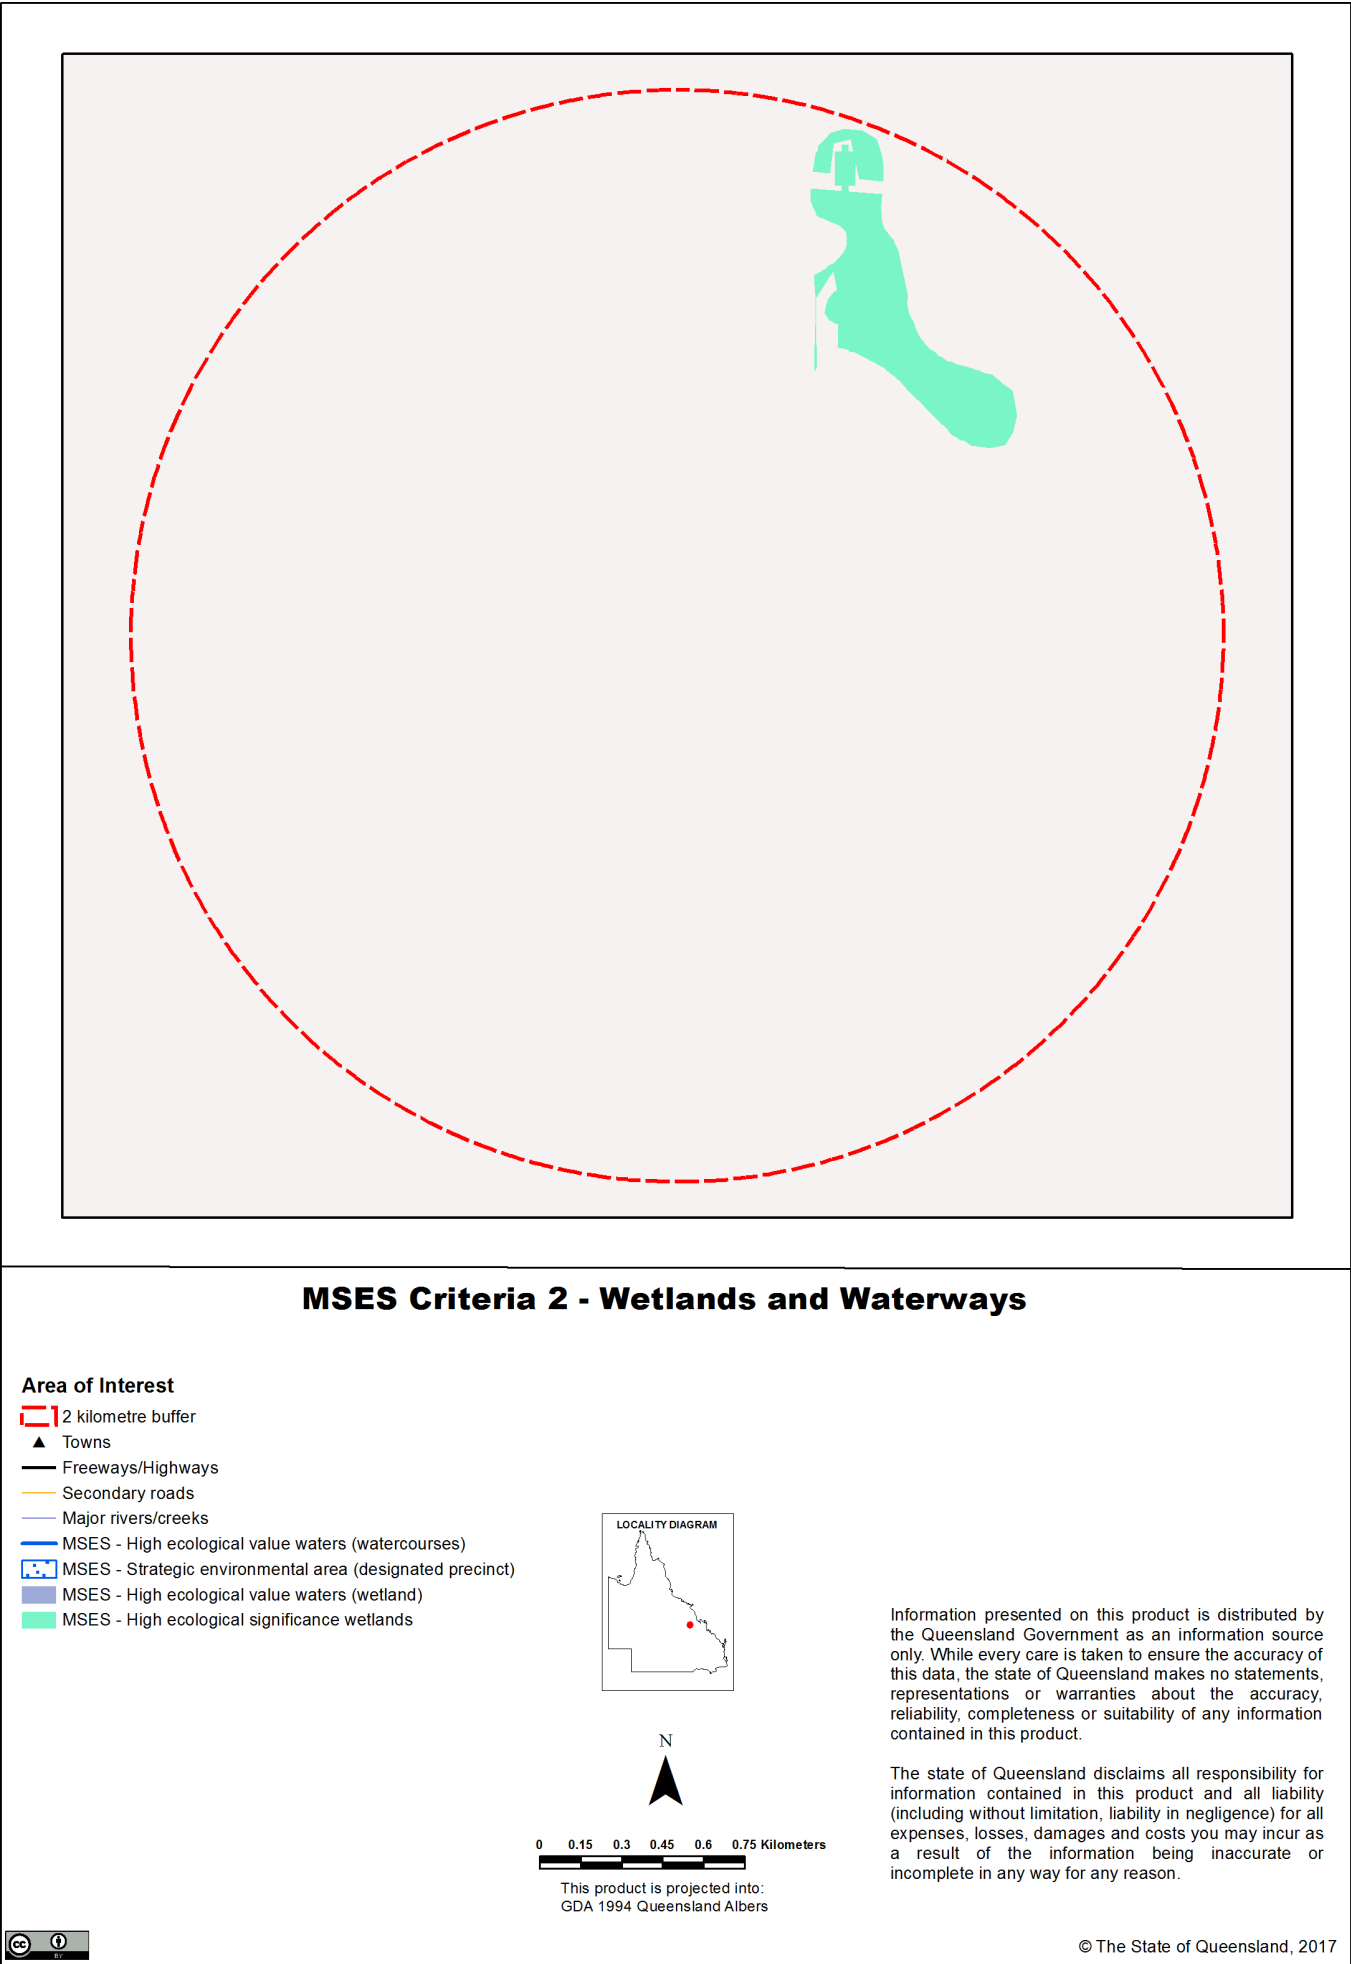 MSES Criteria 2 - Wetlands and Waterways
Area of Interest
2 kilometre buffer
Towns
Freeways/Highways
Secondary roads
Major rivers/creeks
MSES - High ecological value waters (watercourses)
MSES - Strategic environmental area (designated precinct)
MSES - High ecological value waters (wetland)
MSES - High ecological significance wetlands
LOCALITY DIAGRAM
N
0 0.15 0.3 0.45 0.6 0.75 Kilometers
This product is projected into:
GDA 1994 Queensland Albers
Information presented on this product is distributed by
the Queensland Government as an information source
only. While every care is taken to ensure the accuracy of
this data, the state of Queensland makes no statements,
representations or warranties about the accuracy,
reliability, completeness or suitability of any information
contained in this product.
The state of Queensland disclaims all responsibility for
information contained in this product and all liability
(including without limitation, liability in negligence) for all
expenses, losses, damages and costs you may incur as
a result of the information being inaccurate or
incomplete in any way for any reason.
cc
BY
© The State of Queensland, 2017